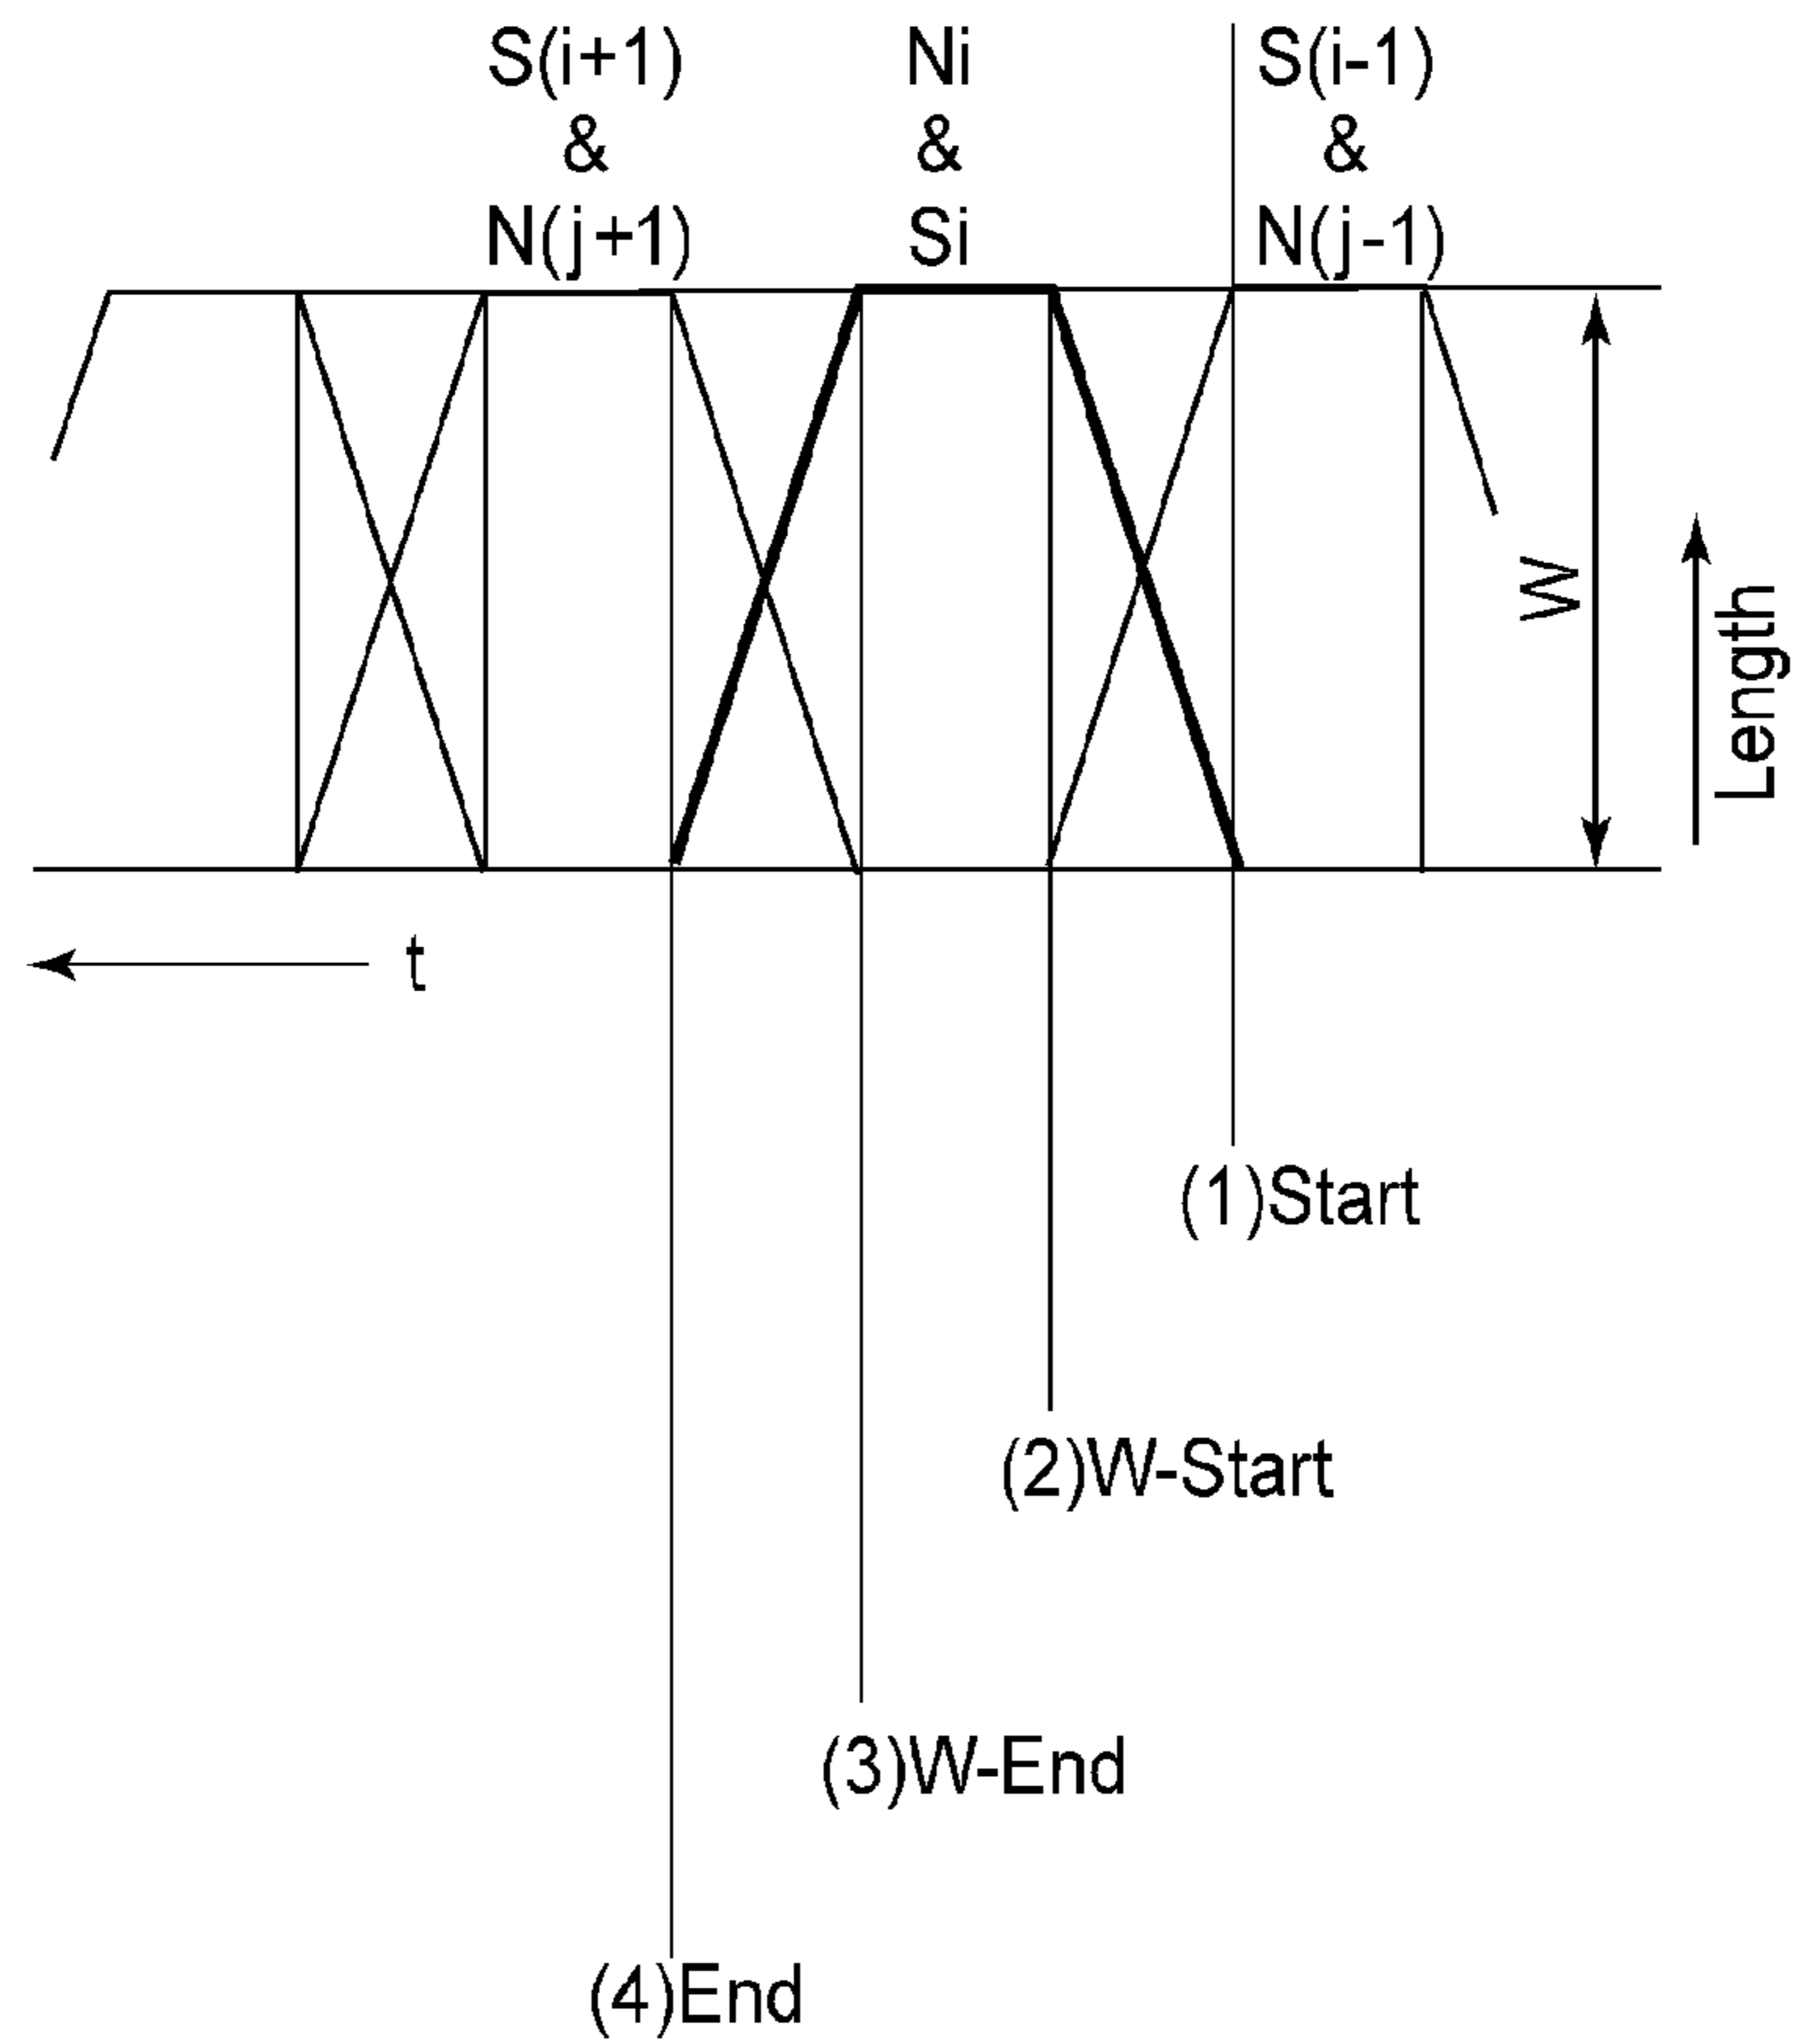 S(i+1)
&
N(j+1)
Ni
&
Si
S(i-1)
&
N(j-1)
W
Length
t
(1)Start
(2)W-Start
(3)W-End
(4)End